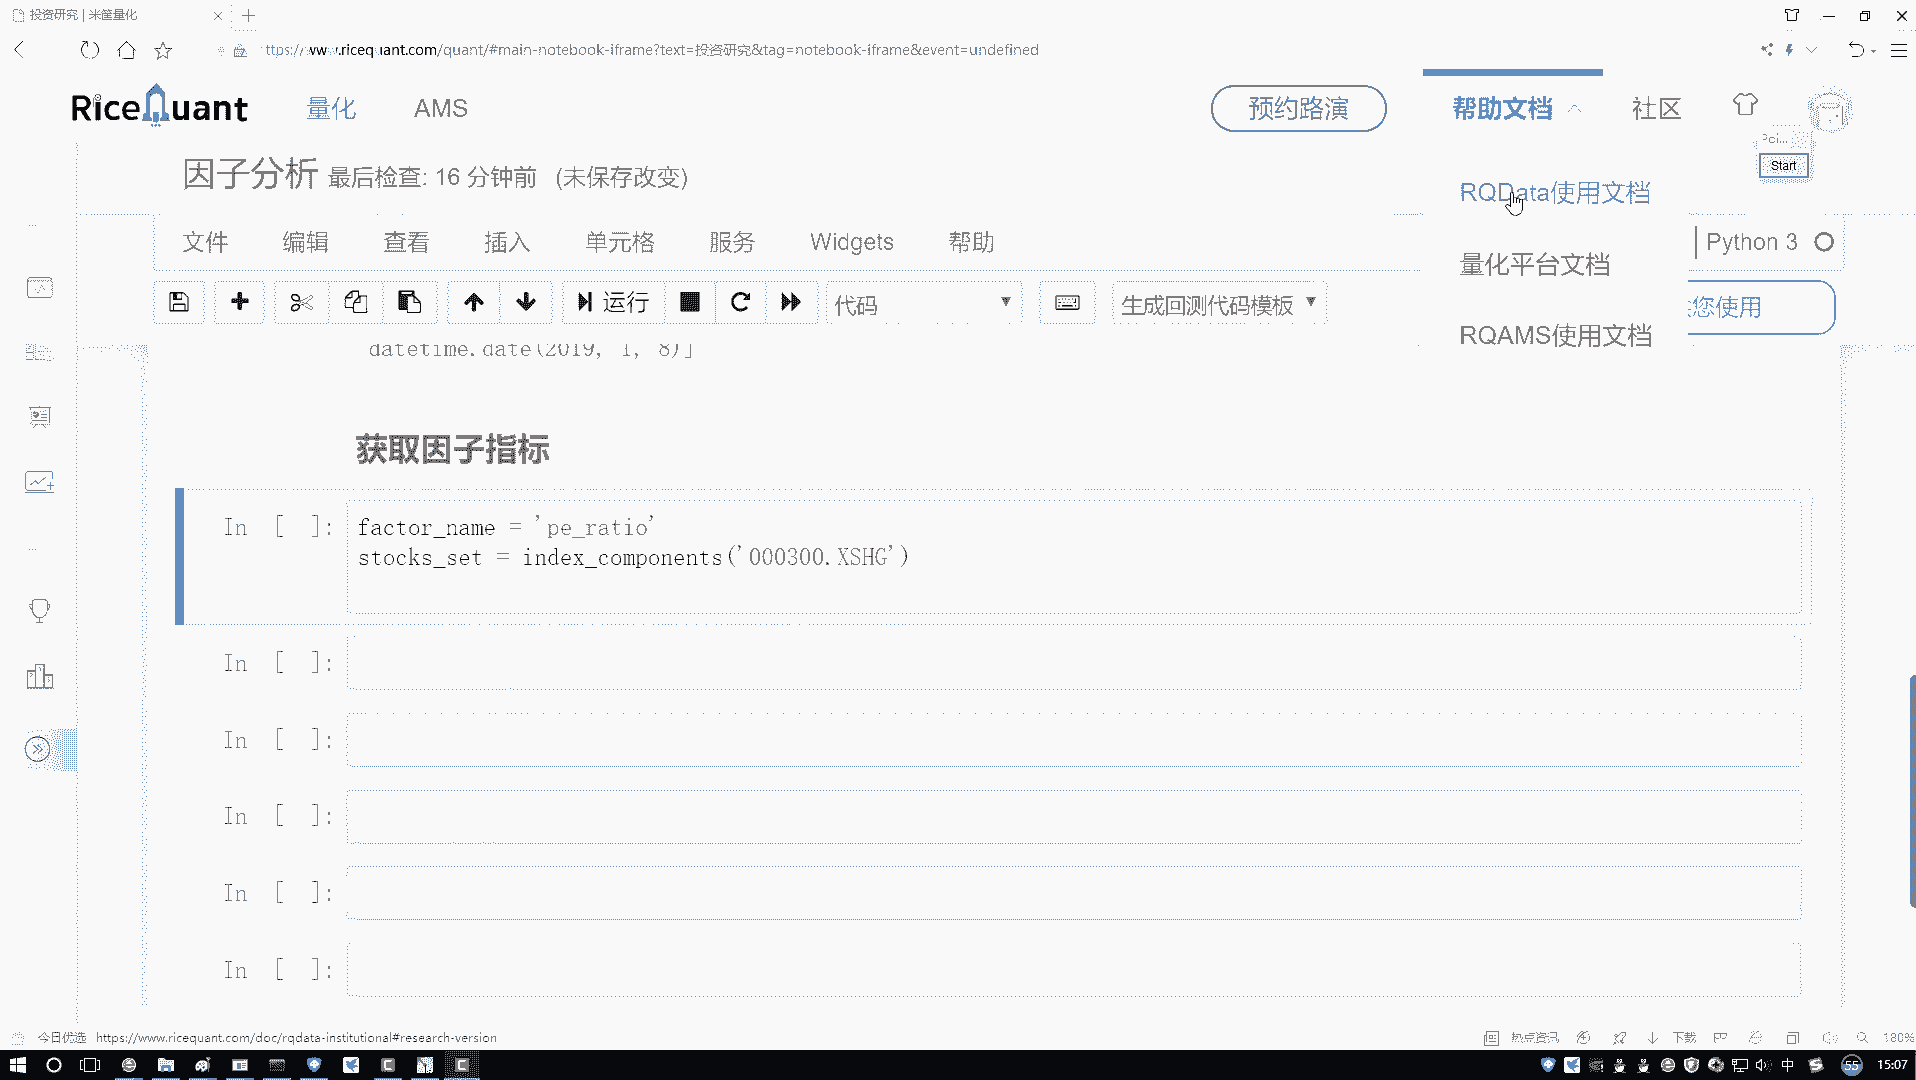 投资研究 | 米筐量化
ttps://www.ricequant.com/quant/#main-notebook-iframe?text=投资研究&tag=notebook-iframe&event=undefined
RiceQuant
量化
AMS
预约路演
帮助文档
社区
因子分析 最后检查: 16 分钟前 (未保存改变)
Start
RQData使用文档
量化平台文档
RQAMS使用文档
文件 编辑 查看 插入 单元格 服务 Widgets 帮助
Python 3
运行
代码
生成回测代码模板
您使用
datetime.date(2019, 1, 8)]
获取因子指标
In [ ]:
factor_name = 'pe_ratio'
stocks_set = index_components('000300.XSHG')
In [ ]:
In [ ]:
In [ ]:
In [ ]:
In [ ]:
今日优选 https://www.ricequant.com/doc/rqdata-institutional#research-version
热点资讯
下载
180%
中
55
15:07